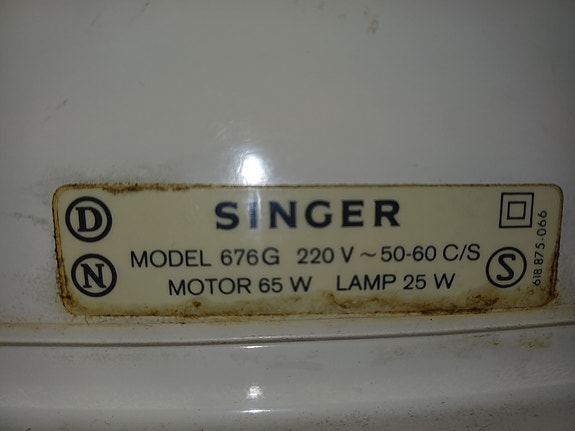 D
SINGER
N
MODEL 676G 220 V ~ 50-60 C/S
MOTOR 65 W LAMP 25 W
S
618 875-066